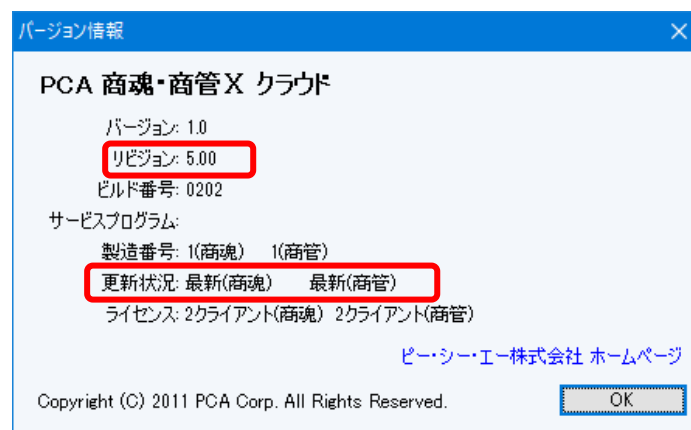 バージョン情報
PCA 商魂・商管X クラウド
バージョン: 1.0
リビジョン: 5.00
ビルド番号: 0202
サービスプログラム:
製造番号: 1(商魂) 1(商管)
更新状況: 最新(商魂) 最新(商管)
ライセンス: 2クライアント(商魂) 2クライアント(商管)
ピー・シー・エー株式会社 ホームページ
Copyright (C) 2011 PCA Corp. All Rights Reserved.
OK